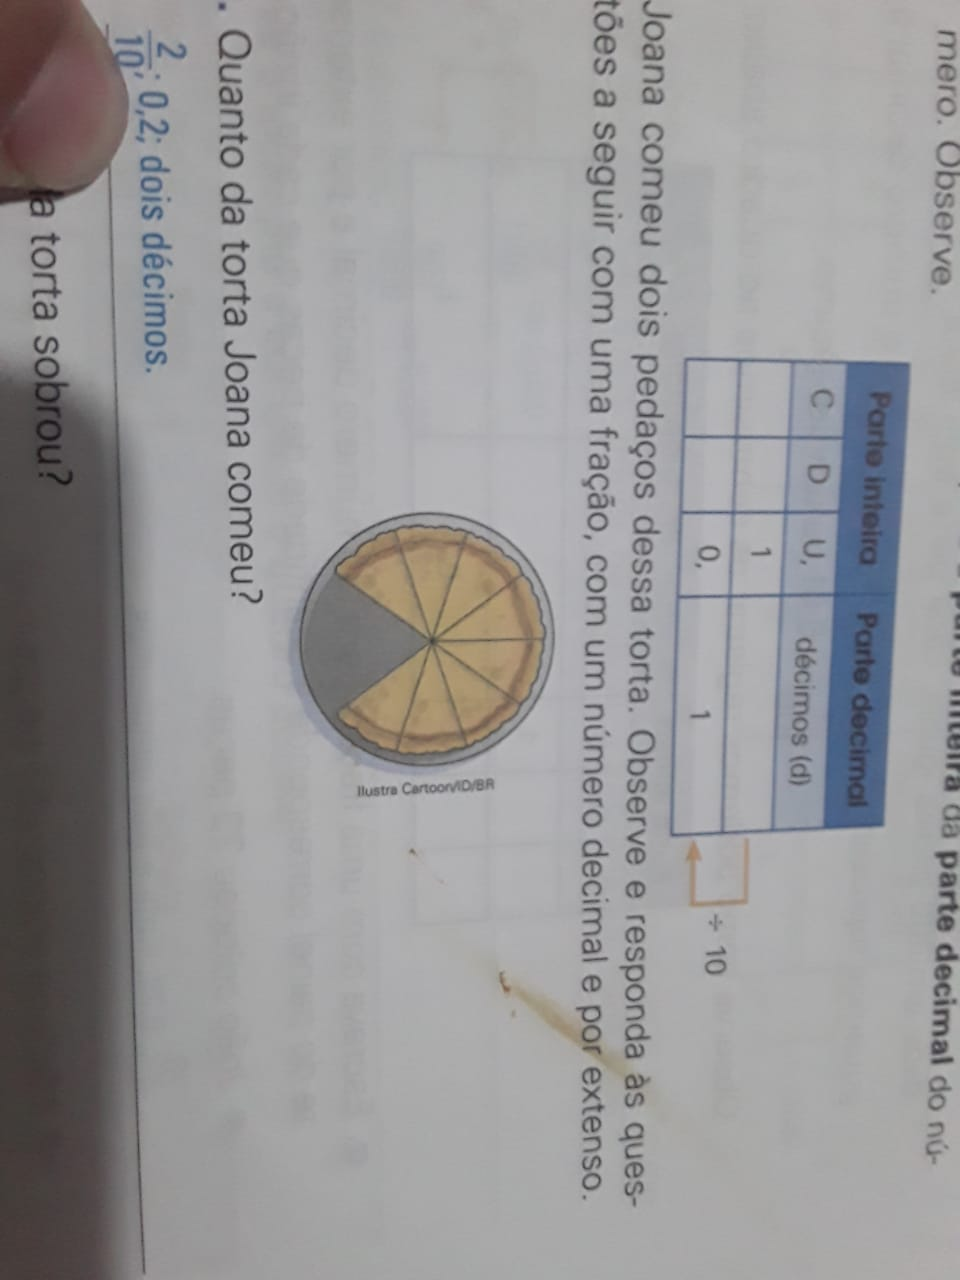 parte inteira da parte decimal do nú-
mero. Observe.
Parte inteira Parte decimal
C D U, décimos (d)
1
0, 1
÷ 10
Joana comeu dois pedaços dessa torta. Observe e responda às ques-
tões a seguir com uma fração, com um número decimal e por extenso.
Ilustra Cartoon/ID/BR
. Quanto da torta Joana comeu?
2/10; 0,2; dois décimos.
torta sobrou?